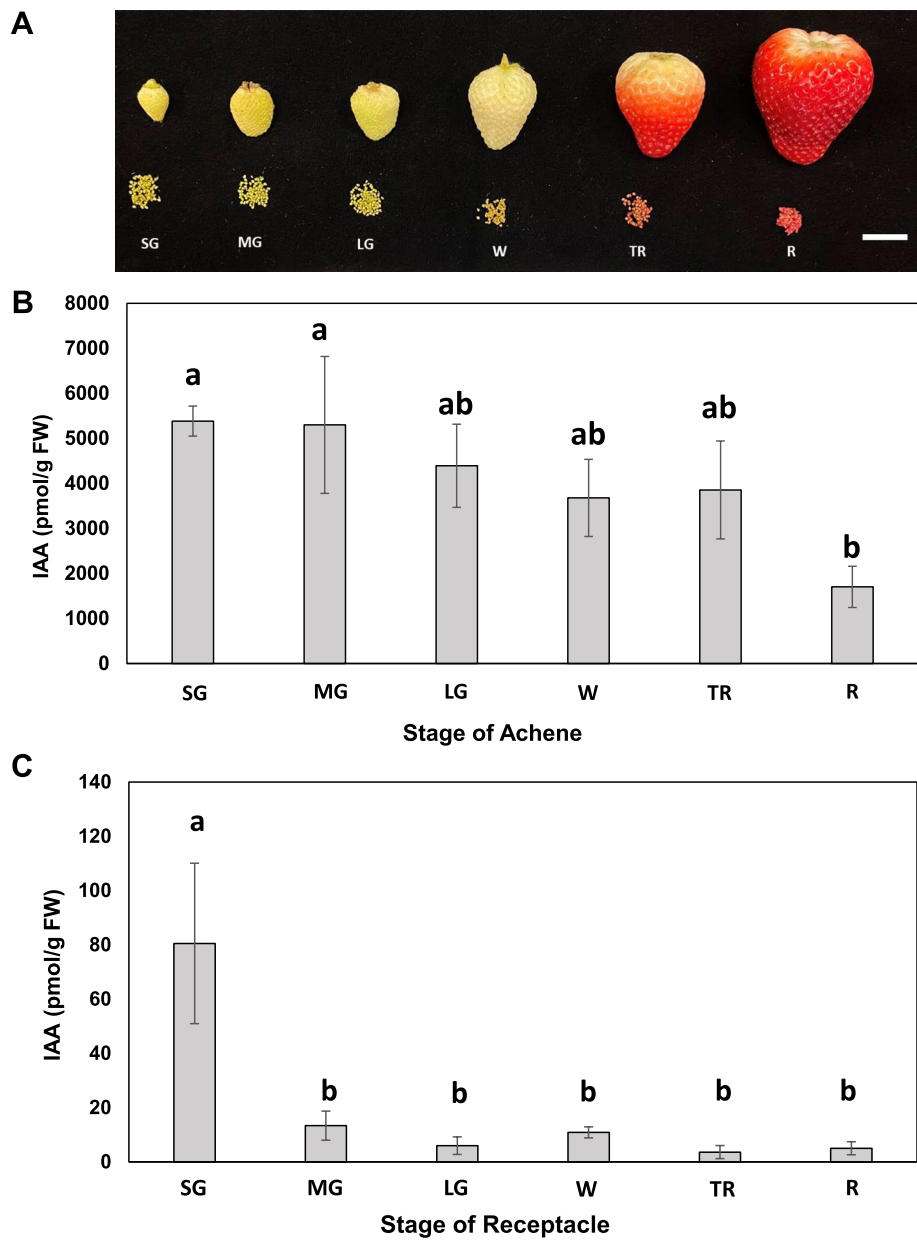 A
SG MG LG W TR R
B
8000
7000
6000
5000
4000
3000
2000
1000
0
IAA (pmol/g FW)
a a ab ab ab b
SG MG LG W TR R
Stage of Achene
C
140
120
100
80
60
40
20
0
IAA (pmol/g FW)
a b b b b b
SG MG LG W TR R
Stage of Receptacle